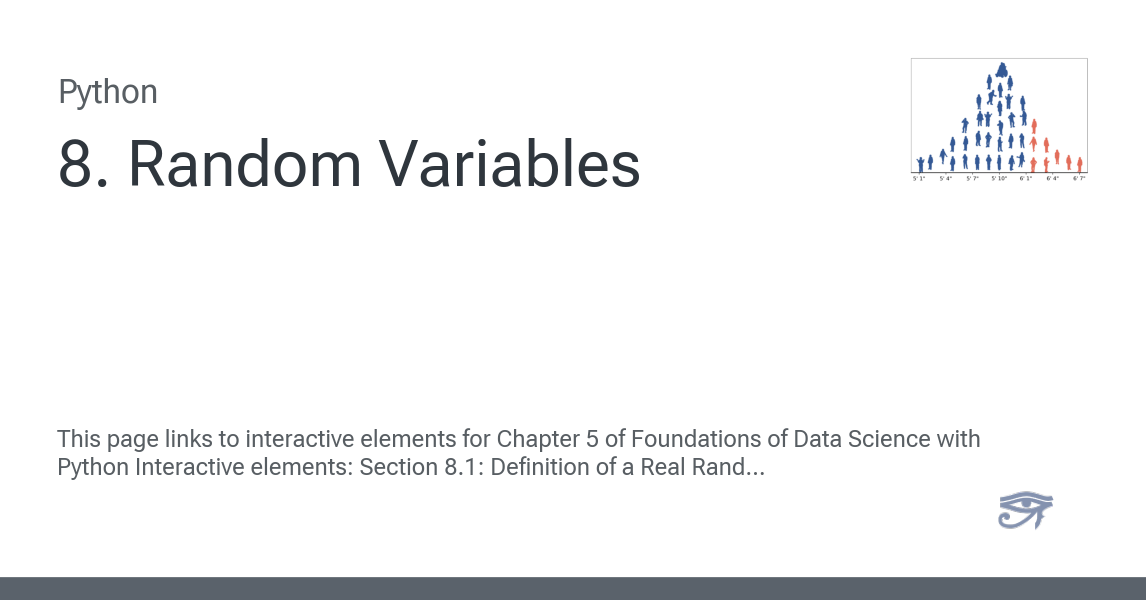 Python
8. Random Variables
5' 1" 5' 4" 5' 7" 5' 10" 6' 1" 6' 4" 6' 7"
This page links to interactive elements for Chapter 5 of Foundations of Data Science with
Python Interactive elements: Section 8.1: Definition of a Real Rand...